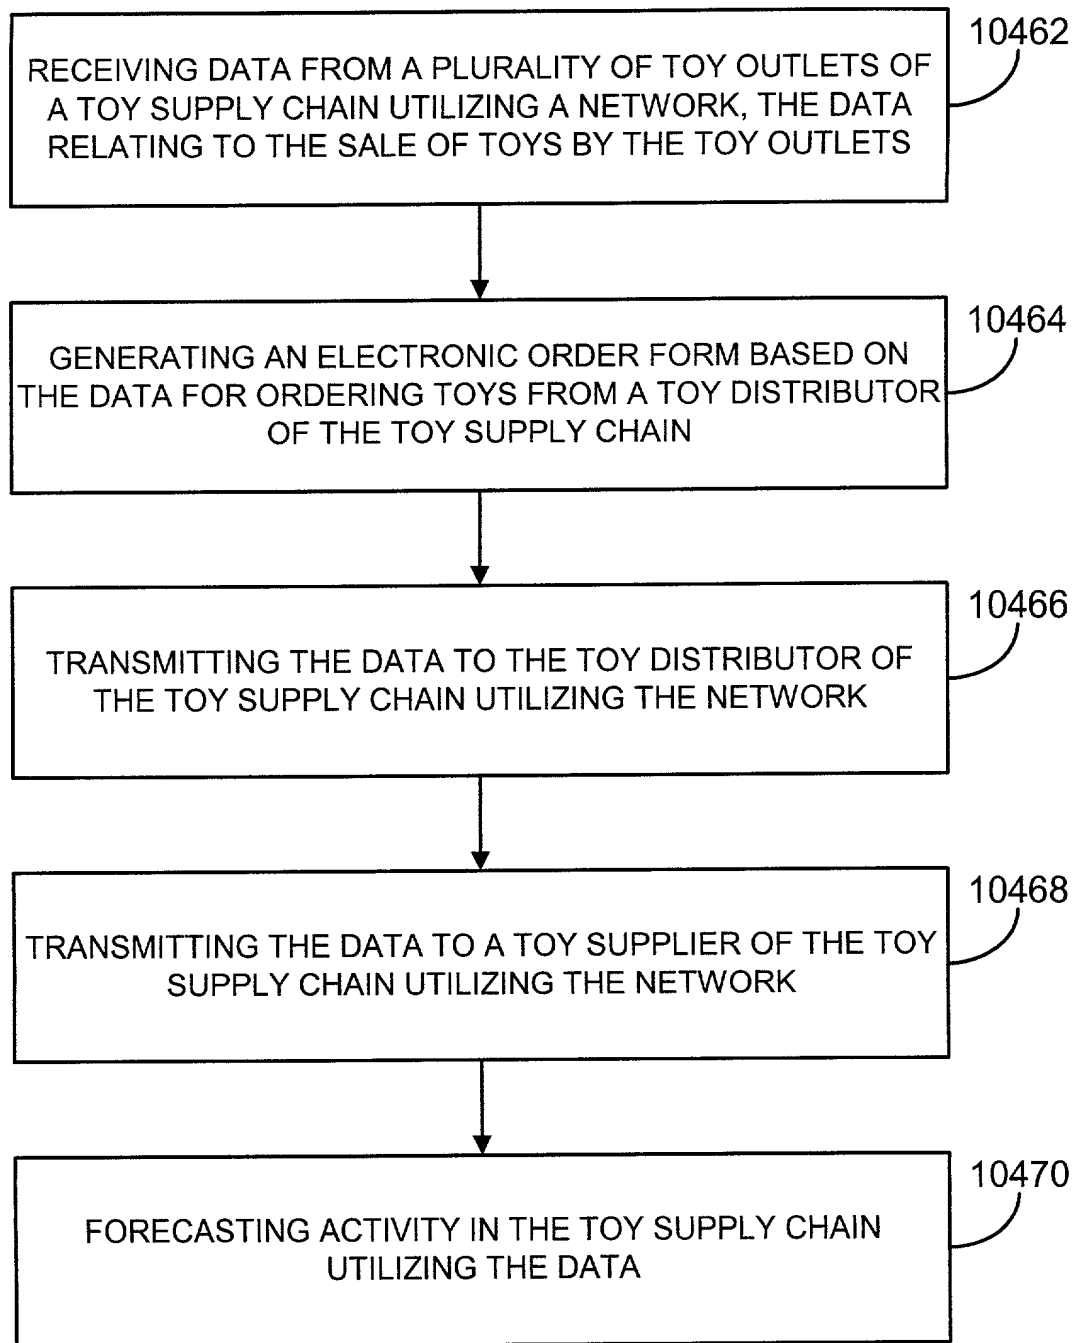 10462
RECEIVING DATA FROM A PLURALITY OF TOY OUTLETS OF
A TOY SUPPLY CHAIN UTILIZING A NETWORK, THE DATA
RELATING TO THE SALE OF TOYS BY THE TOY OUTLETS
10464
GENERATING AN ELECTRONIC ORDER FORM BASED ON
THE DATA FOR ORDERING TOYS FROM A TOY DISTRIBUTOR
OF THE TOY SUPPLY CHAIN
10466
TRANSMITTING THE DATA TO THE TOY DISTRIBUTOR OF
THE TOY SUPPLY CHAIN UTILIZING THE NETWORK
10468
TRANSMITTING THE DATA TO A TOY SUPPLIER OF THE TOY
SUPPLY CHAIN UTILIZING THE NETWORK
10470
FORECASTING ACTIVITY IN THE TOY SUPPLY CHAIN
UTILIZING THE DATA